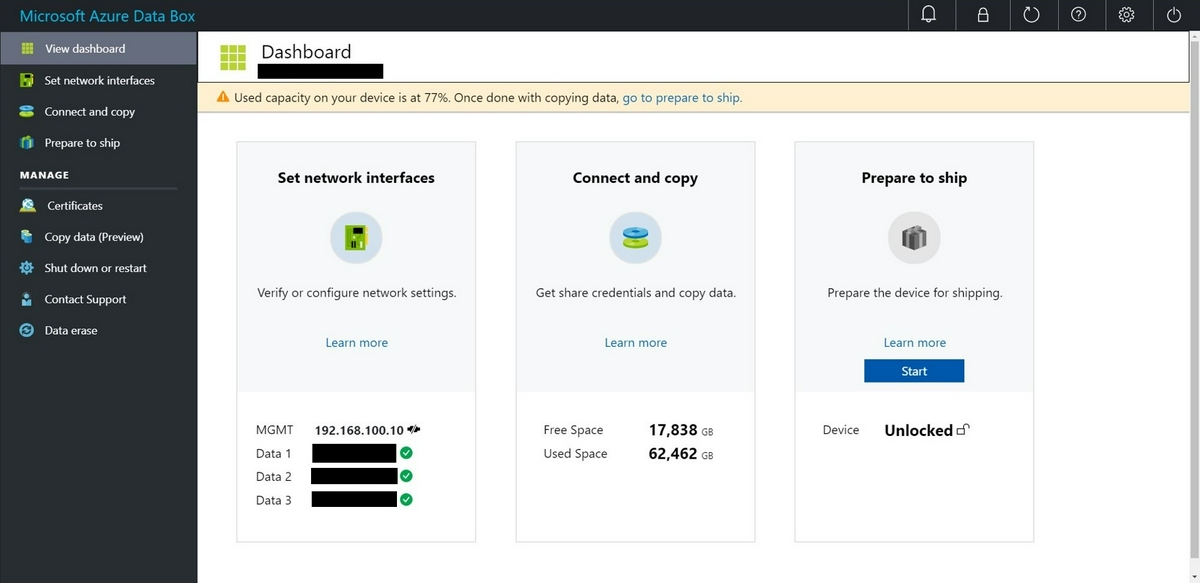 Microsoft Azure Data Box
View dashboard
Set network interfaces
Connect and copy
Prepare to ship
MANAGE
Certificates
Copy data (Preview)
Shut down or restart
Contact Support
Data erase
Dashboard
Used capacity on your device is at 77%. Once done with copying data, go to prepare to ship.
Set network interfaces
Verify or configure network settings.
Learn more
MGMT 192.168.100.10
Data 1
Data 2
Data 3
Connect and copy
Get share credentials and copy data.
Learn more
Free Space 17,838 GB
Used Space 62,462 GB
Prepare to ship
Prepare the device for shipping.
Learn more
Start
Device Unlocked